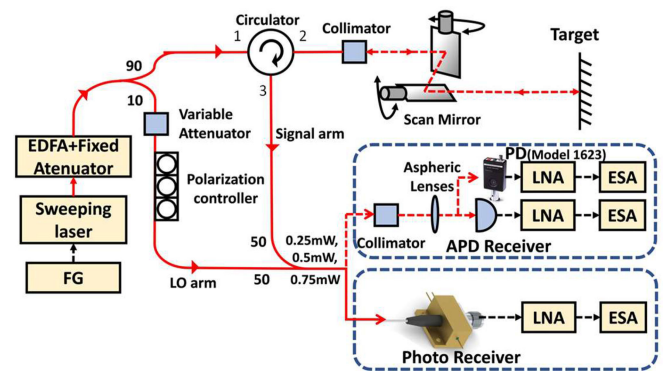 Circulator
1
2
3
Collimator
Target
90
10
Variable
Attenuator
Scan Mirror
Signal arm
EDFA+Fixed
Atenuator
Polarization
controller
Sweeping
laser
FG
PD(Model 1623)
Aspheric
Lenses
LNA
ESA
LNA
ESA
Collimator
APD Receiver
50
0.25mW,
0.5mW,
50
0.75mW
LO arm
LNA
ESA
Photo Receiver